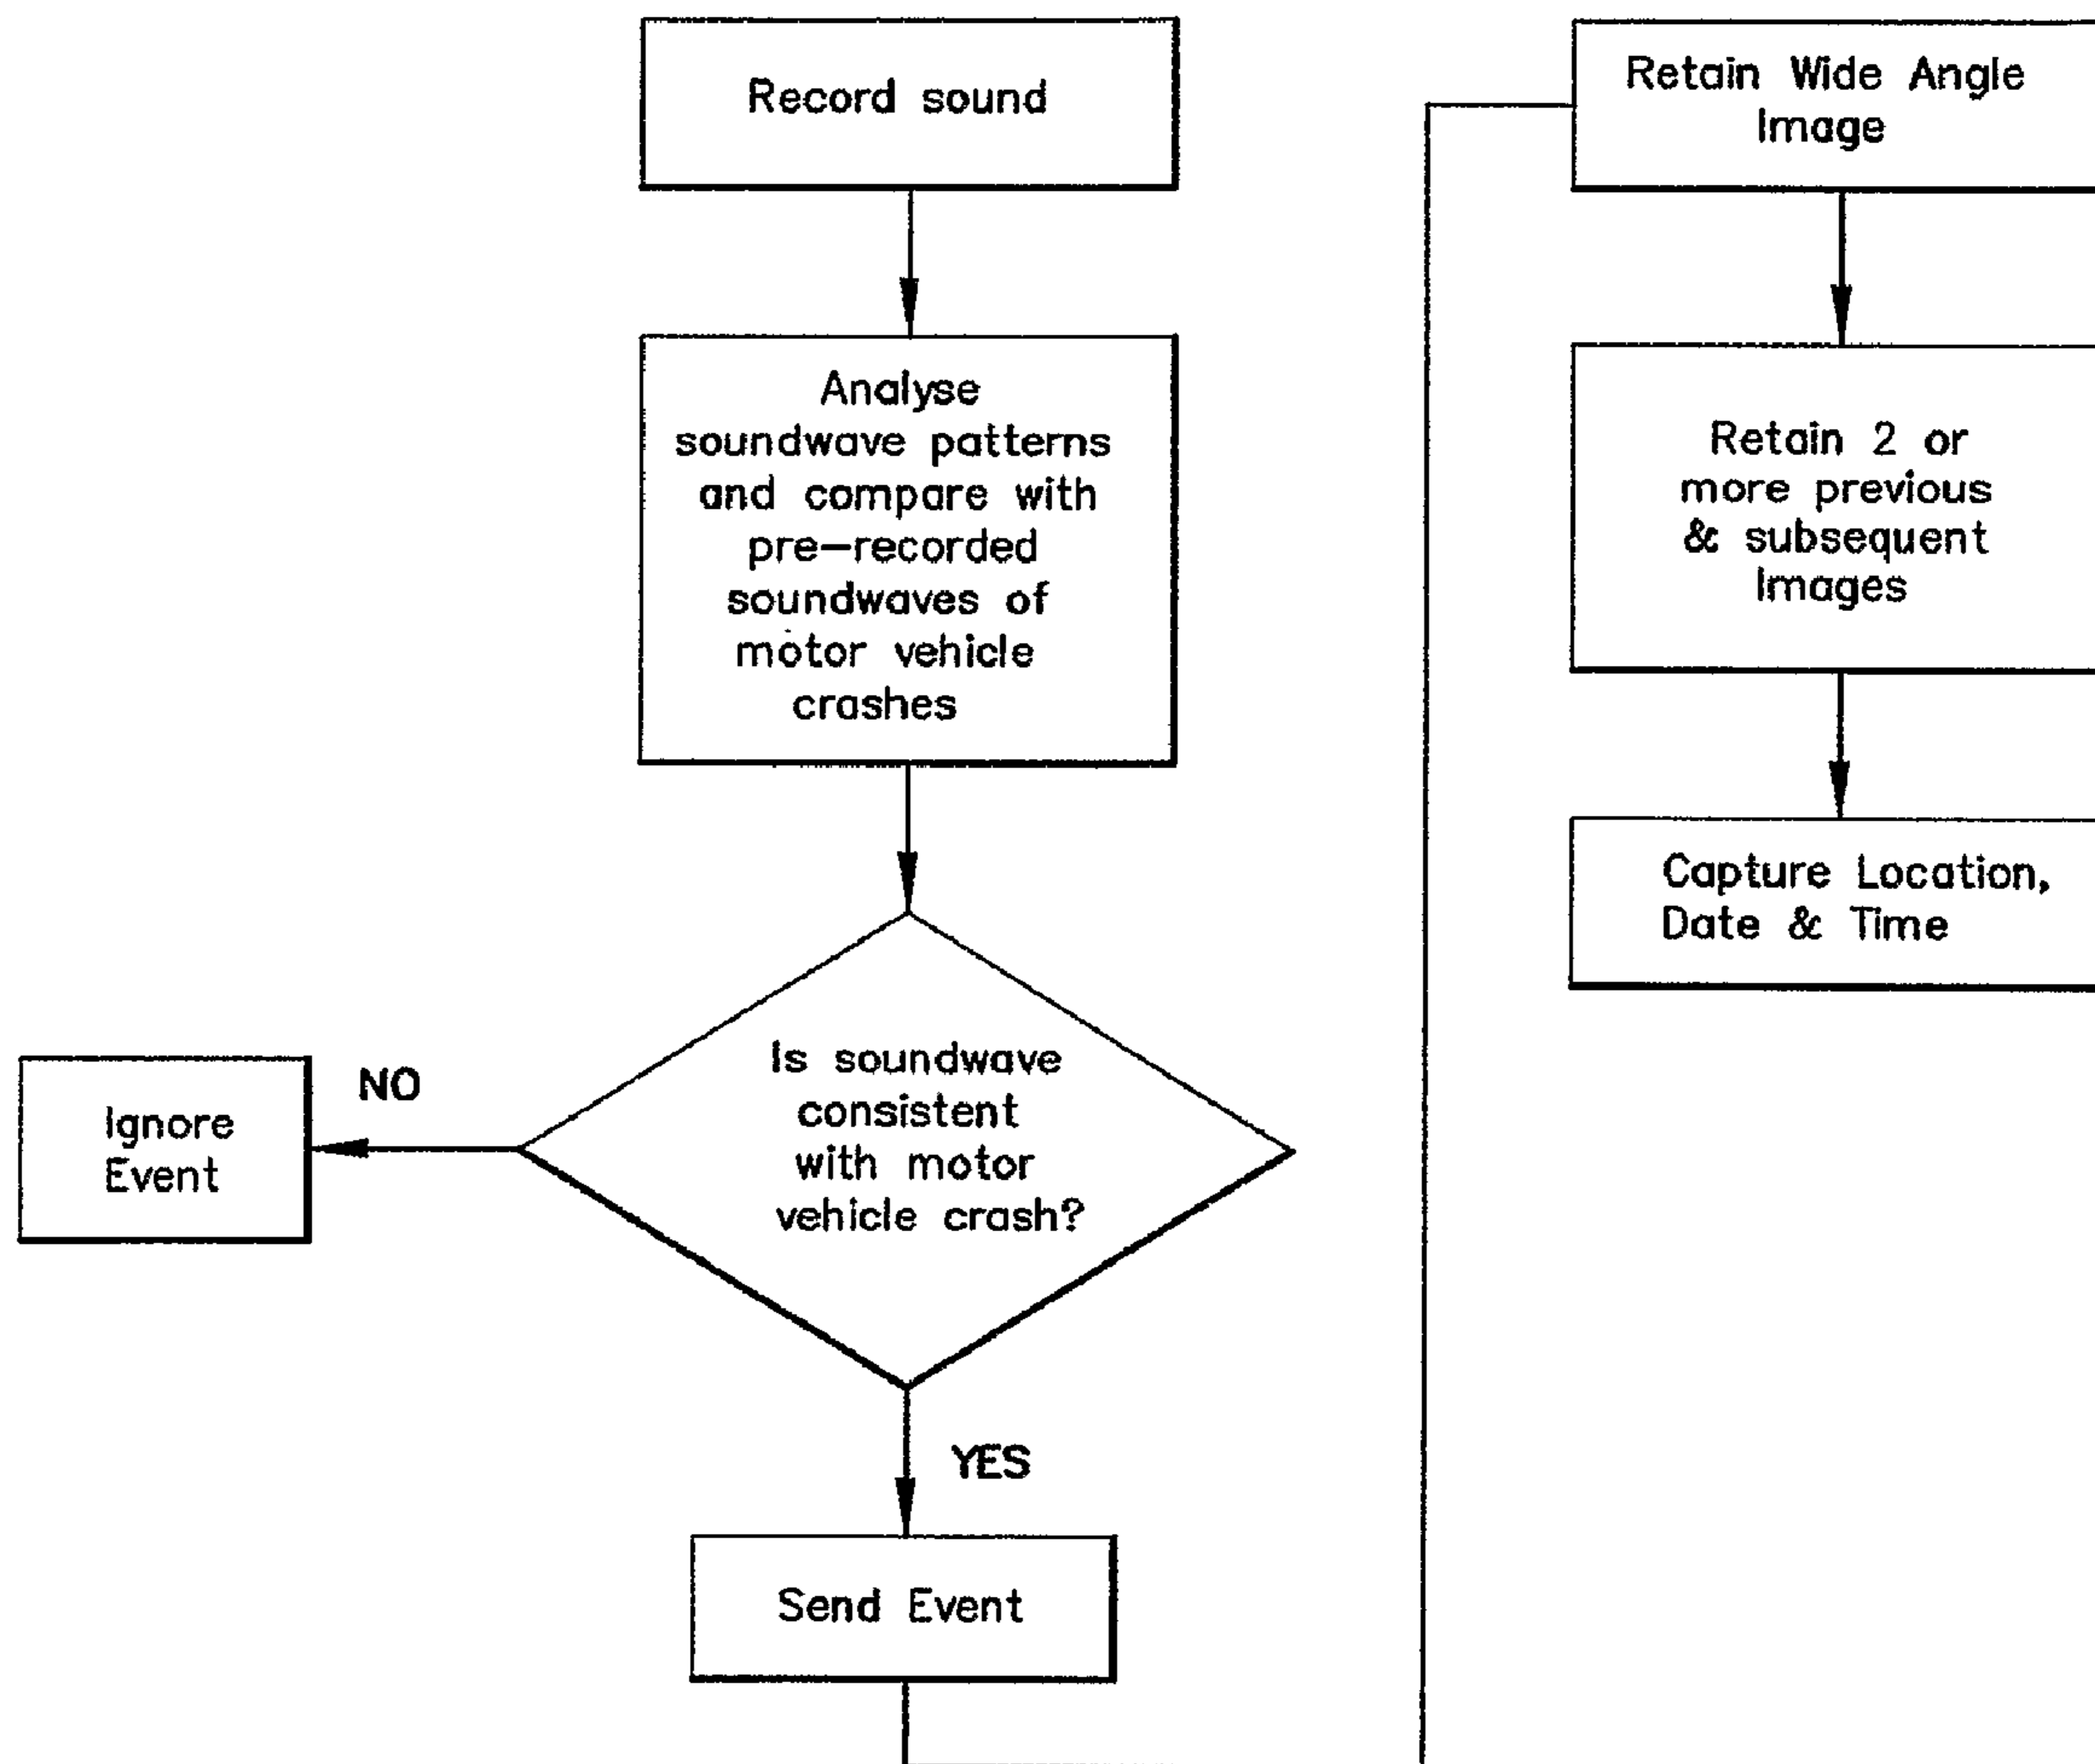 Record sound
Analyse
soundwave patterns
and compare with
pre-recorded
soundwaves of
motor vehicle
crashes
Is soundwave
consistent
with motor
vehicle crash?
NO
Ignore
Event
YES
Send Event
Retain Wide Angle
Image
Retain 2 or
more previous
& subsequent
Images
Capture Location,
Date & Time